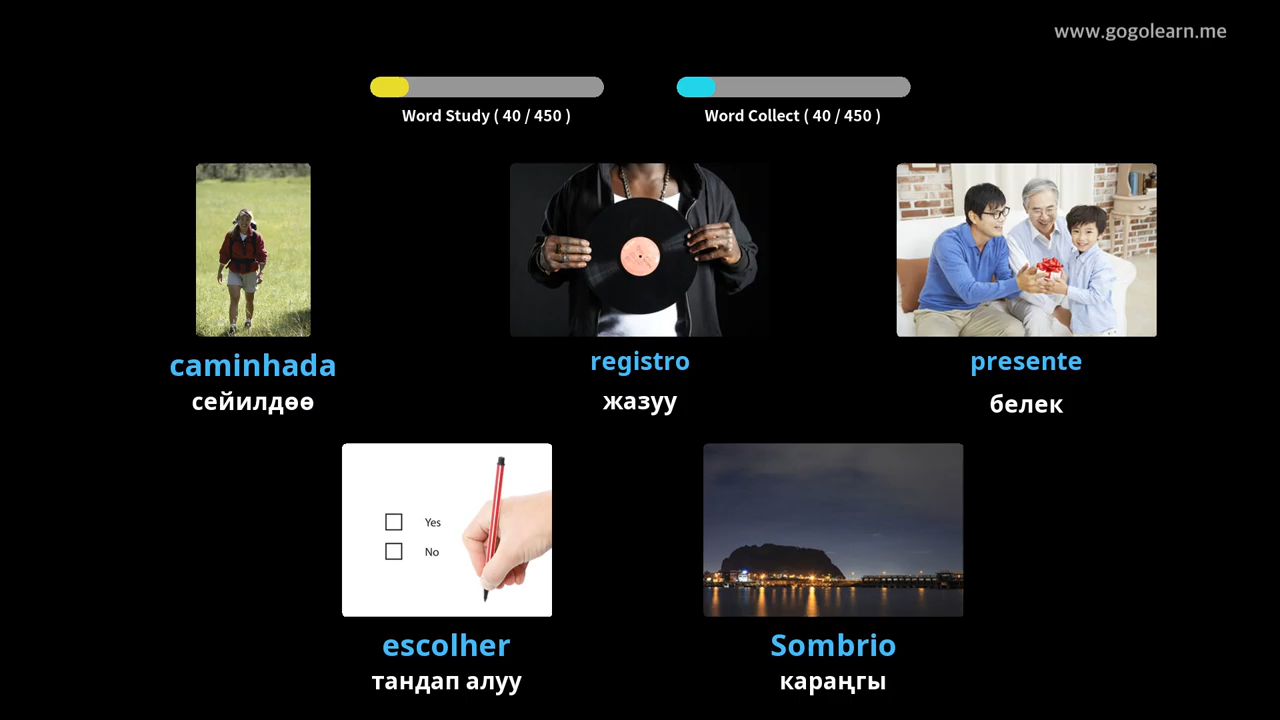 www.gogolearn.me
Word Study ( 40 / 450 )
Word Collect ( 40 / 450 )
caminhada
сейилдөө
registro
жазуу
presente
белек
Yes
No
escolher
тандап алуу
Sombrio
караңгы